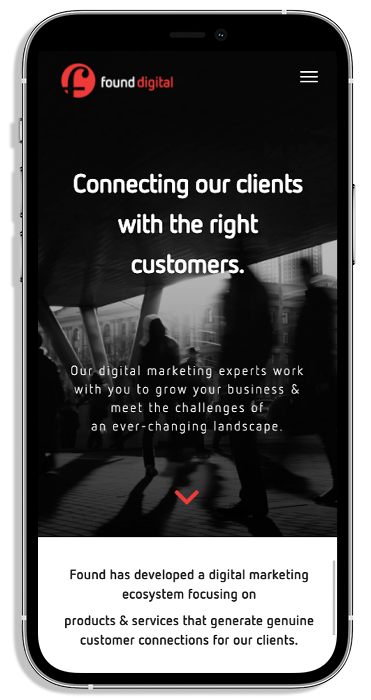 found digital
Connecting our clients
with the right
customers.
Our digital marketing experts work
with you to grow your business &
meet the challenges of
an ever-changing landscape.
Found has developed a digital marketing
ecosystem focusing on
products & services that generate genuine
customer connections for our clients.